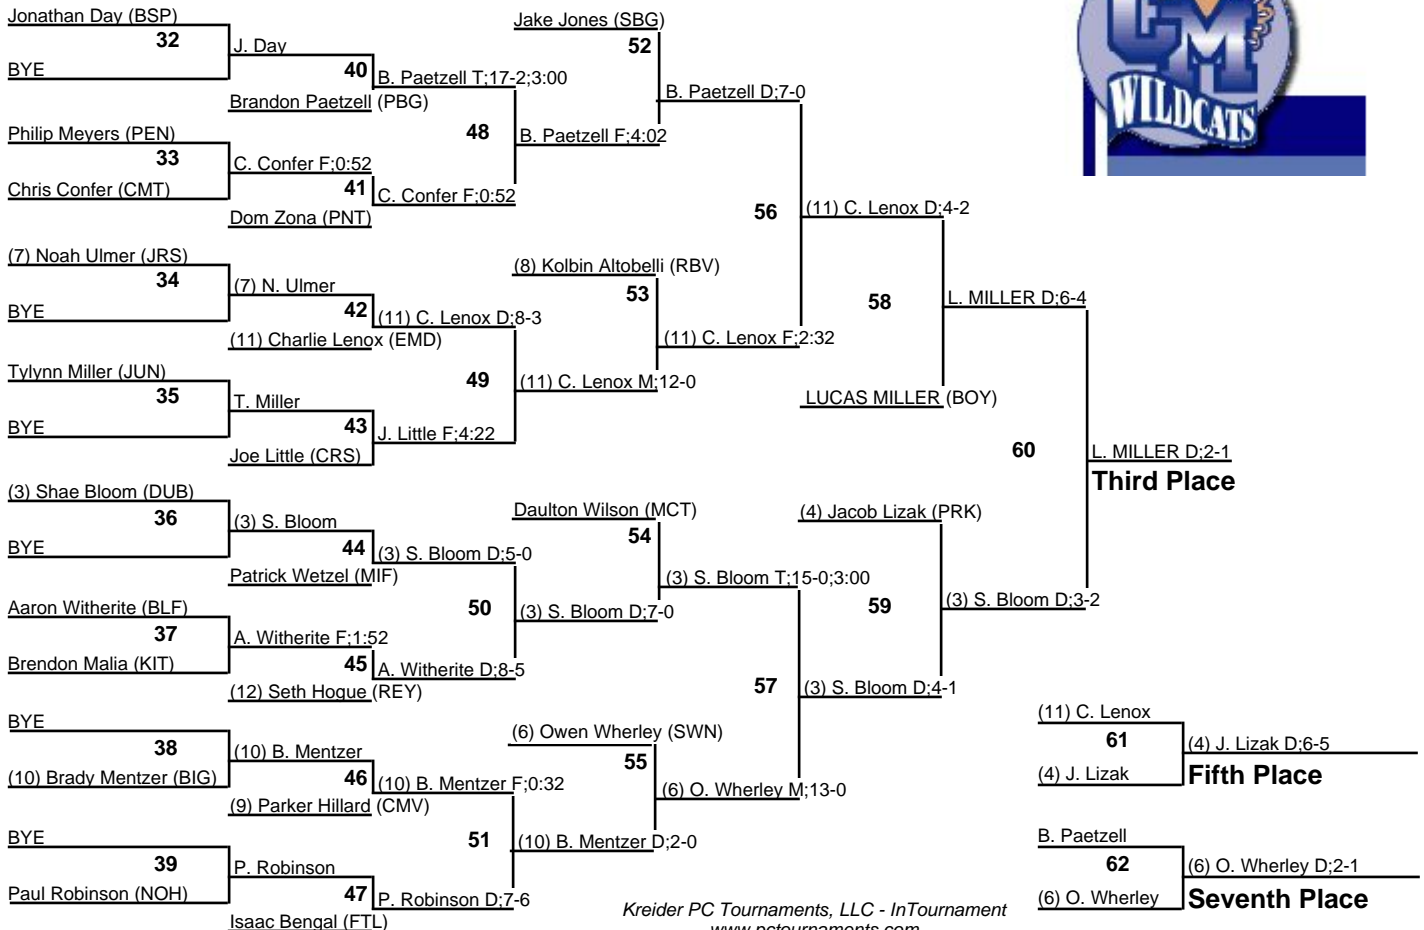 Jonathan Day (BSP)
32
BYE
J. Day
40
Brandon Paetzell (PBG)
B. Paetzell T;17-2;3:00
Philip Meyers (PEN)
33
Chris Confer (CMT)
C. Confer F;0:52
41
Dom Zona (PNT)
C. Confer F;0:52
48
B. Paetzell F;4:02
Jake Jones (SBG)
52
B. Paetzell D;7-0
(7) Noah Ulmer (JRS)
34
BYE
(7) N. Ulmer
42
(11) Charlie Lenox (EMD)
(11) C. Lenox D;8-3
Tylynn Miller (JUN)
35
BYE
T. Miller
43
Joe Little (CRS)
J. Little F;4:22
49
(11) C. Lenox M;12-0
(8) Kolbin Altobelli (RBV)
53
(11) C. Lenox F;2:32
56
(11) C. Lenox D;4-2
58
LUCAS MILLER (BOY)
L. MILLER D;6-4
(3) Shae Bloom (DUB)
36
BYE
(3) S. Bloom
44
Patrick Wetzel (MIF)
(3) S. Bloom D;5-0
Aaron Witherite (BLF)
37
Brendon Malia (KIT)
A. Witherite F;1:52
45
(12) Seth Hogue (REY)
A. Witherite D;8-5
50
(3) S. Bloom D;7-0
Daulton Wilson (MCT)
54
(3) S. Bloom T;15-0;3:00
BYE
38
(10) Brady Mentzer (BIG)
(10) B. Mentzer
46
(9) Parker Hillard (CMV)
(10) B. Mentzer F;0:32
BYE
39
Paul Robinson (NOH)
P. Robinson
47
Isaac Bengal (FTL)
P. Robinson D;7-6
51
(10) B. Mentzer D;2-0
(6) Owen Wherley (SWN)
55
(6) O. Wherley M;13-0
57
(3) S. Bloom D;4-1
(4) Jacob Lizak (PRK)
59
(3) S. Bloom D;3-2
60
L. MILLER D;2-1
Third Place
(11) C. Lenox
61
(4) J. Lizak
(4) J. Lizak D;6-5
Fifth Place
B. Paetzell
62
(6) O. Wherley
(6) O. Wherley D;2-1
Seventh Place
CM
WILDCATS
Kreider PC Tournaments, LLC - InTournament
www.pctournaments.com